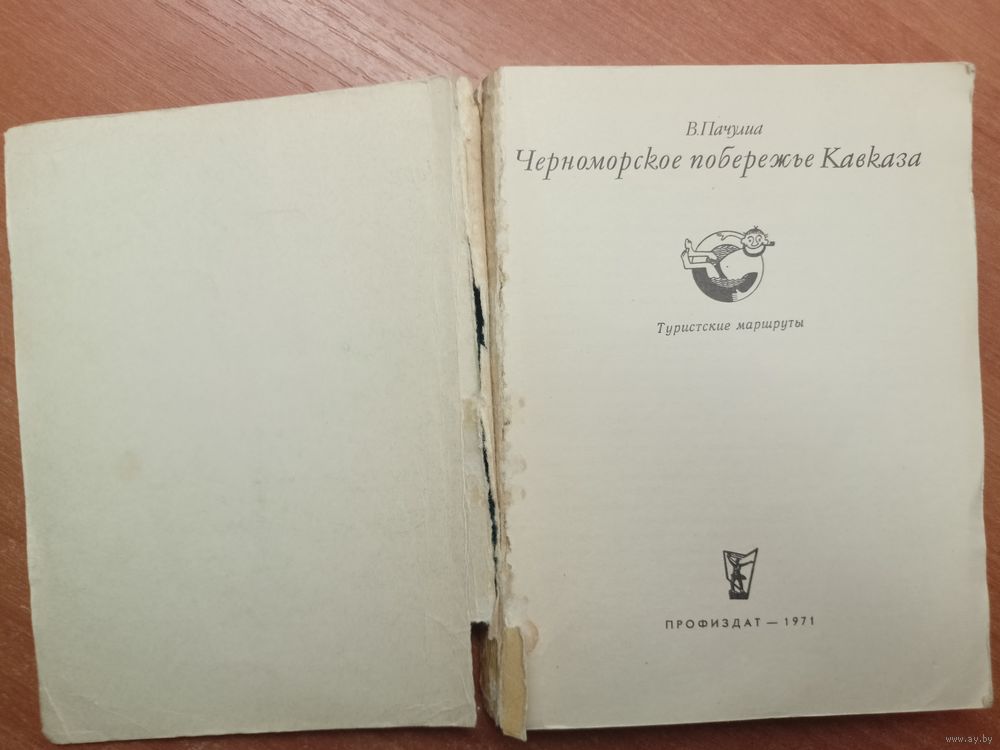 В. Пачулиа
Черноморское побережье Кавказа
Туристские маршруты
ПРОФИЗДАТ — 1971
www.ay.by